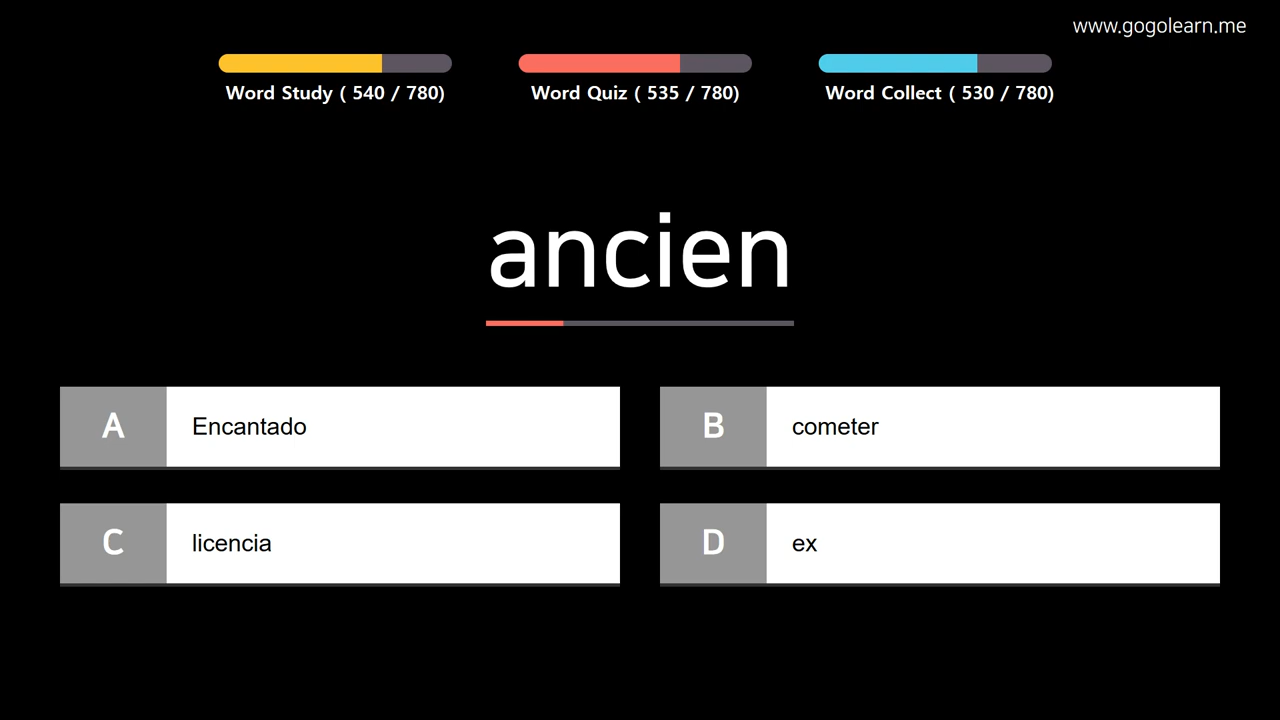 www.gogolearn.me
Word Study ( 540 / 780)
Word Quiz ( 535 / 780)
Word Collect ( 530 / 780)
ancien
A Encantado
B cometer
C licencia
D ex